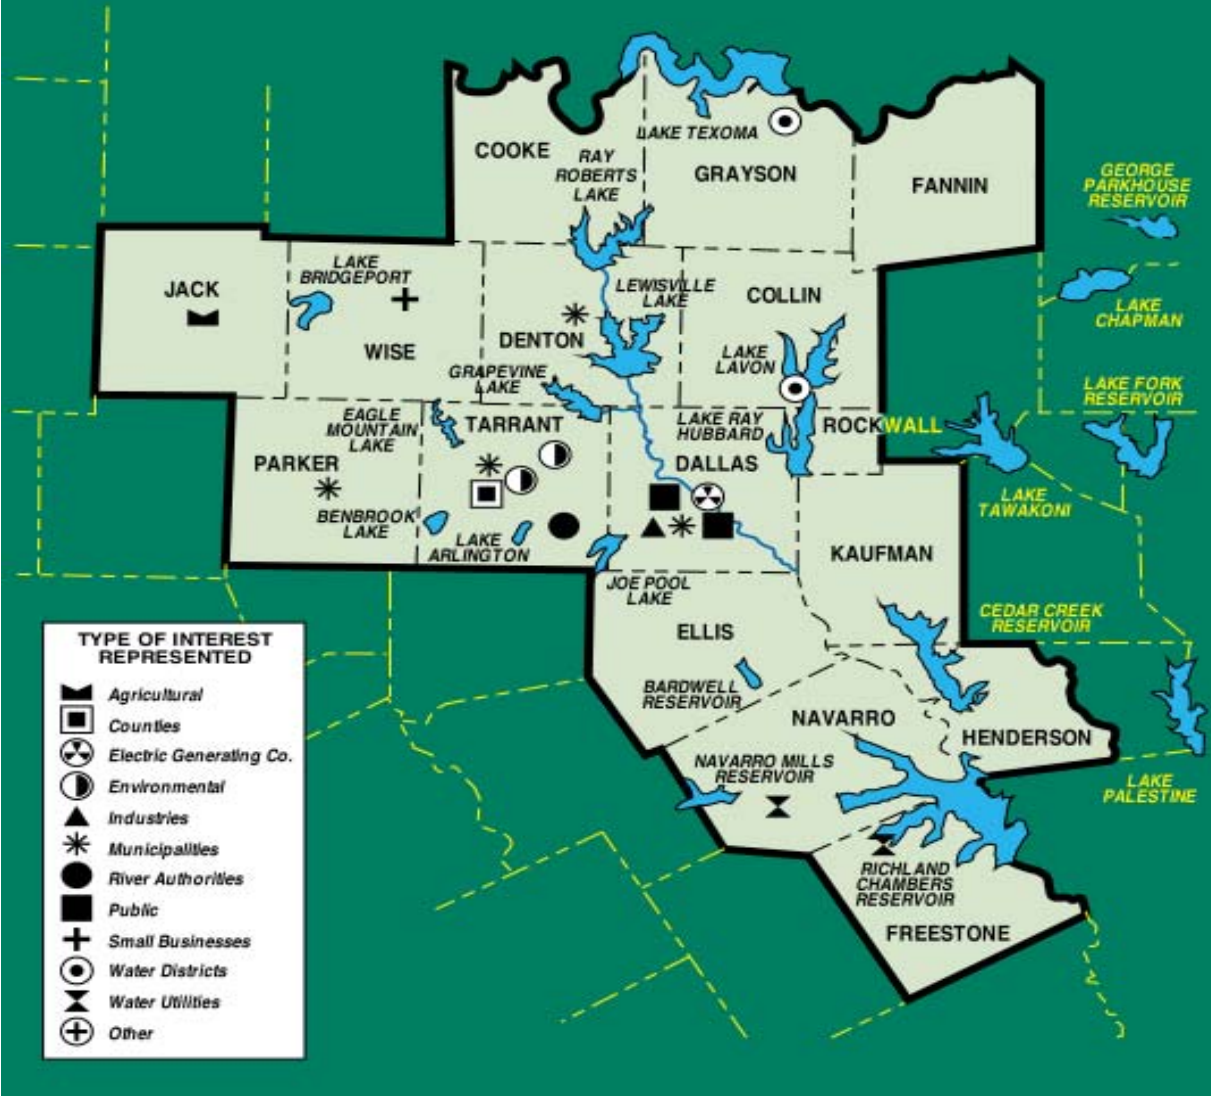 LAKE TEXOMA
COOKE
RAY
ROBERTS
LAKE
GRAYSON
FANNIN
GEORGE
PARKHOUSE
RESERVOIR
JACK
LAKE
BRIDGEPORT
LEWISVILLE
LAKE
COLLIN
LAKE
CHAPMAN
WISE
DENTON
LAKE
LAVON
GRAPEVINE
LAKE
LAKE FORK
RESERVOIR
EAGLE
MOUNTAIN
LAKE
TARRANT
LAKE RAY
HUBBARD
ROCKWALL
PARKER
DALLAS
LAKE
TAWAKONI
BENBROOK
LAKE
LAKE
ARLINGTON
KAUFMAN
JOE POOL
LAKE
CEDAR CREEK
RESERVOIR
ELLIS
BARDWELL
RESERVOIR
NAVARRO
HENDERSON
NAVARRO MILLS
RESERVOIR
LAKE
PALESTINE
RICHLAND
CHAMBERS
RESERVOIR
FREESTONE
TYPE OF INTEREST
REPRESENTED
Agricultural
Counties
Electric Generating Co.
Environmental
Industries
Municipalities
River Authorities
Public
Small Businesses
Water Districts
Water Utilities
Other